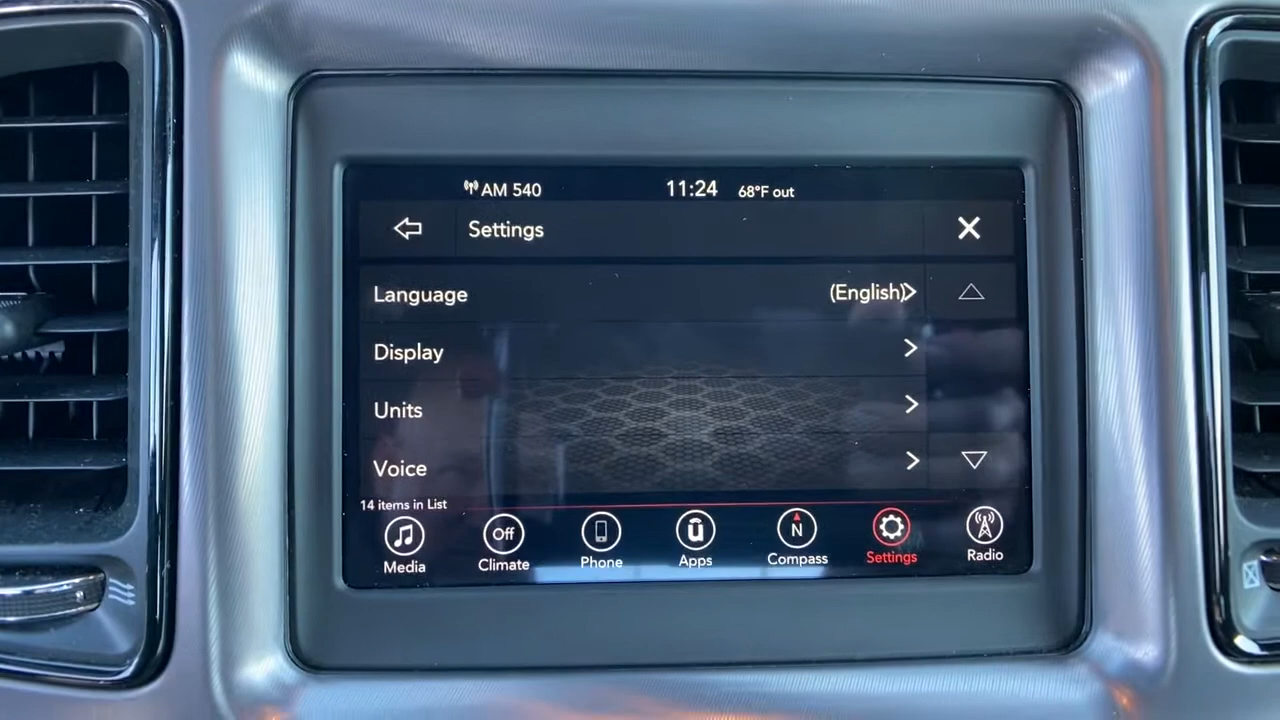 AM 540 11:24 68°F out
Settings X
Language (English)
Display
Units
Voice
14 items in List
Off N
Media Climate Phone Apps Compass Settings Radio